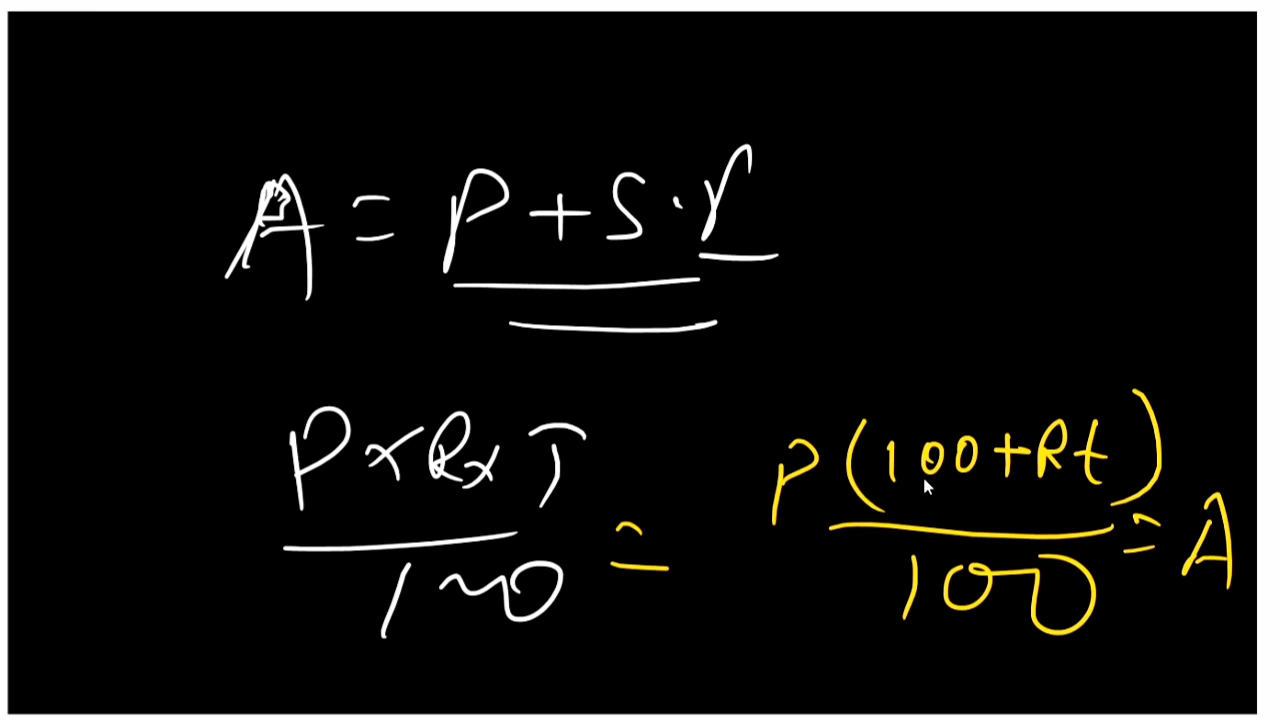 A = P + S.r
P x R x T / 100 = P (100 + Rt) / 100 = A